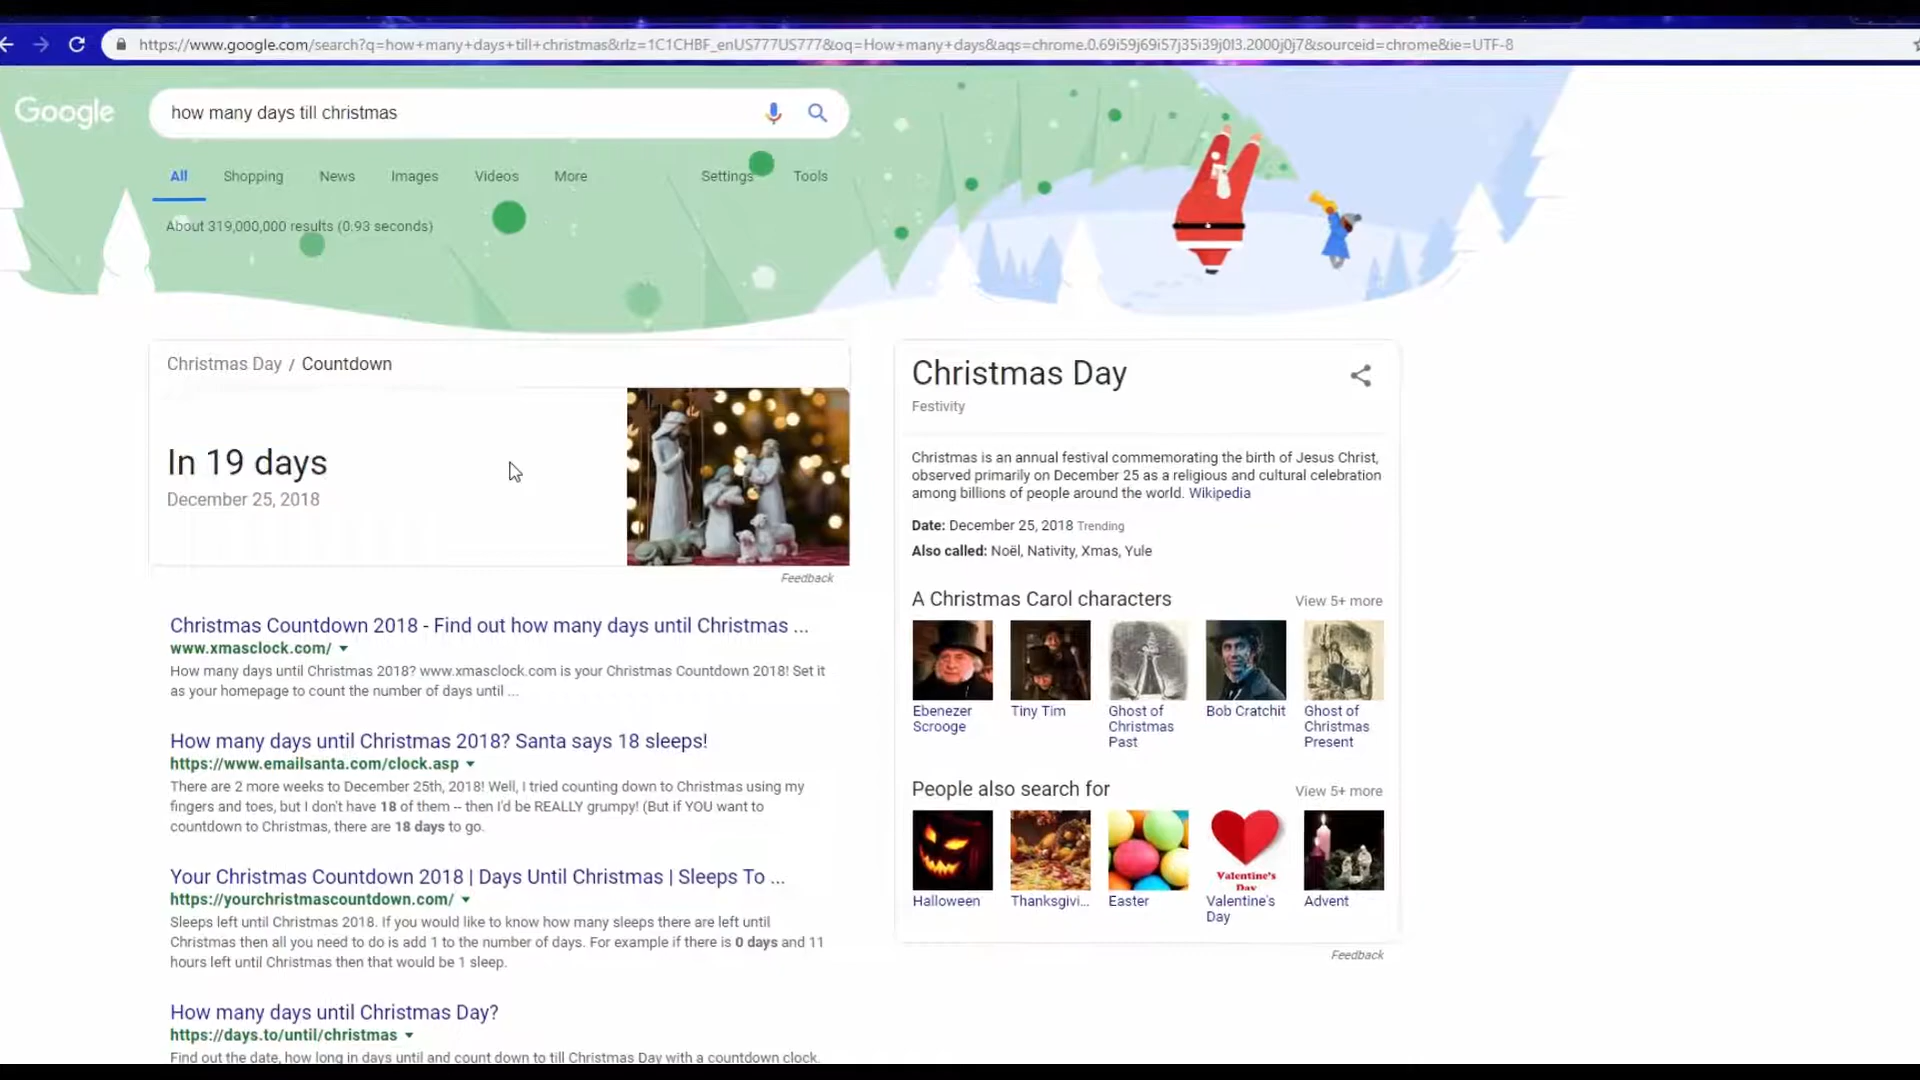 https://www.google.com/search?q=how+many+days+till+christmas&rlz=1C1CHBF_enUS777US777&oq=How+many+days&aqs=chrome.0.69i59j69i57j35i39j0l3.2000j0j7&sourceid=chrome&ie=UTF-8
Google
how many days till christmas
All Shopping News Images Videos More Settings Tools
About 319,000,000 results (0.93 seconds)
Christmas Day / Countdown
In 19 days
December 25, 2018
Feedback
Christmas Countdown 2018 - Find out how many days until Christmas ...
www.xmasclock.com/
How many days until Christmas 2018? www.xmasclock.com is your Christmas Countdown 2018! Set it
as your homepage to count the number of days until ...
How many days until Christmas 2018? Santa says 18 sleeps!
https://www.emailsanta.com/clock.asp
There are 2 more weeks to December 25th, 2018! Well, I tried counting down to Christmas using my
fingers and toes, but I don't have 18 of them -- then I'd be REALLY grumpy! (But if YOU want to
countdown to Christmas, there are 18 days to go.
Your Christmas Countdown 2018 | Days Until Christmas | Sleeps To ...
https://yourchristmascountdown.com/
Sleeps left until Christmas 2018. If you would like to know how many sleeps there are left until
Christmas then all you need to do is add 1 to the number of days. For example if there is 0 days and 11
hours left until Christmas then that would be 1 sleep.
How many days until Christmas Day?
https://days.to/until/christmas
Find out the date, how long in days until and count down to till Christmas Day with a countdown clock.
Christmas Day
Festivity
Christmas is an annual festival commemorating the birth of Jesus Christ,
observed primarily on December 25 as a religious and cultural celebration
among billions of people around the world. Wikipedia
Date: December 25, 2018 Trending
Also called: Noël, Nativity, Xmas, Yule
A Christmas Carol characters View 5+ more
Ebenezer
Scrooge
Tiny Tim
Ghost of
Christmas
Past
Bob Cratchit
Ghost of
Christmas
Present
People also search for View 5+ more
Valentine's
Day
Halloween
Thanksgivi...
Easter
Valentine's
Day
Advent
Feedback